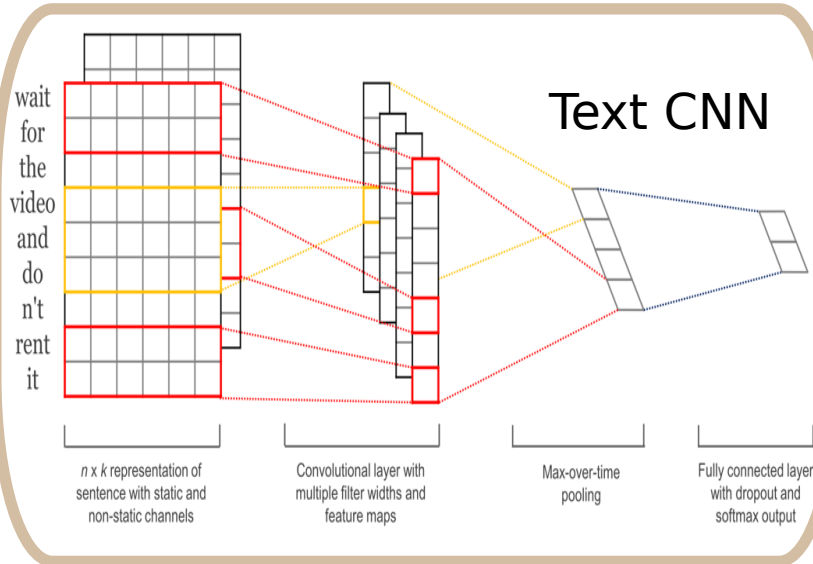 Text CNN
wait
for
the
video
and
do
n't
rent
it
n x k representation of
sentence with static and
non-static channels
Convolutional layer with
multiple filter widths and
feature maps
Max-over-time
pooling
Fully connected layer
with dropout and
softmax output